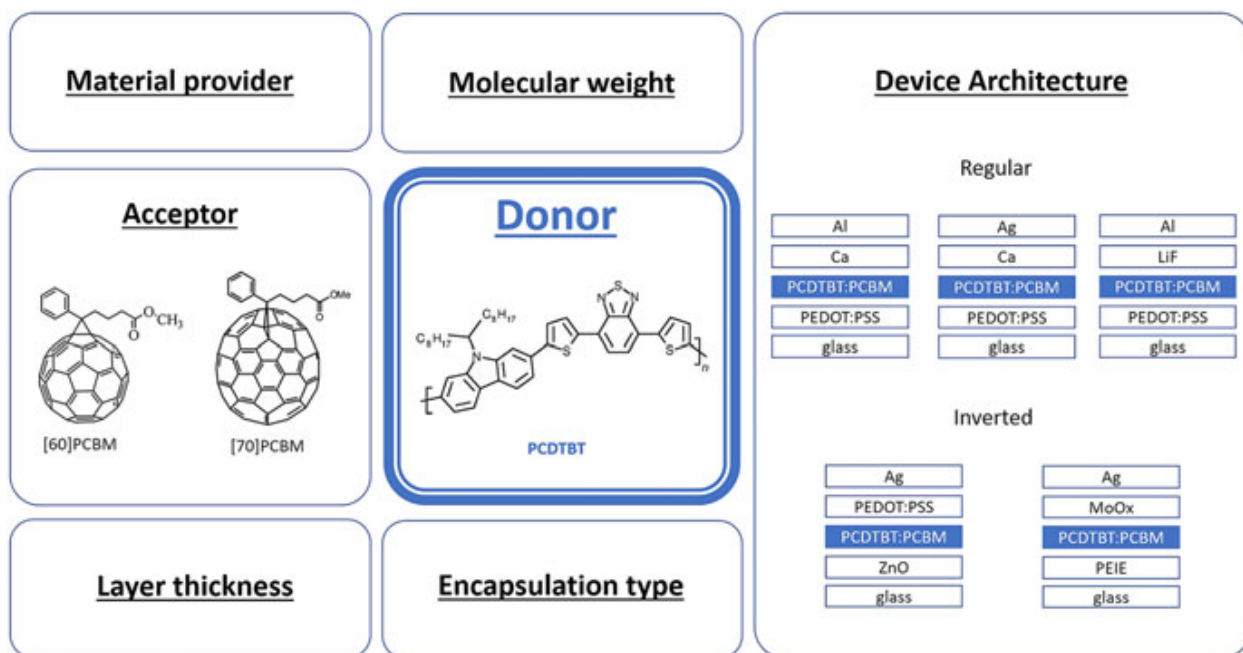 Material provider
Molecular weight
Device Architecture
Acceptor
OCH₃
O
OMe
O
[60]PCBM
[70]PCBM
Donor
C₈H₁₇
C₈H₁₇
N
S
N
S
N
S
n
PCDTBT
Layer thickness
Encapsulation type
Regular
Al
Ca
PCDTBT:PCBM
PEDOT:PSS
glass
Ag
Ca
PCDTBT:PCBM
PEDOT:PSS
glass
Al
LiF
PCDTBT:PCBM
PEDOT:PSS
glass
Inverted
Ag
PEDOT:PSS
PCDTBT:PCBM
ZnO
glass
Ag
MoOx
PCDTBT:PCBM
PEIE
glass